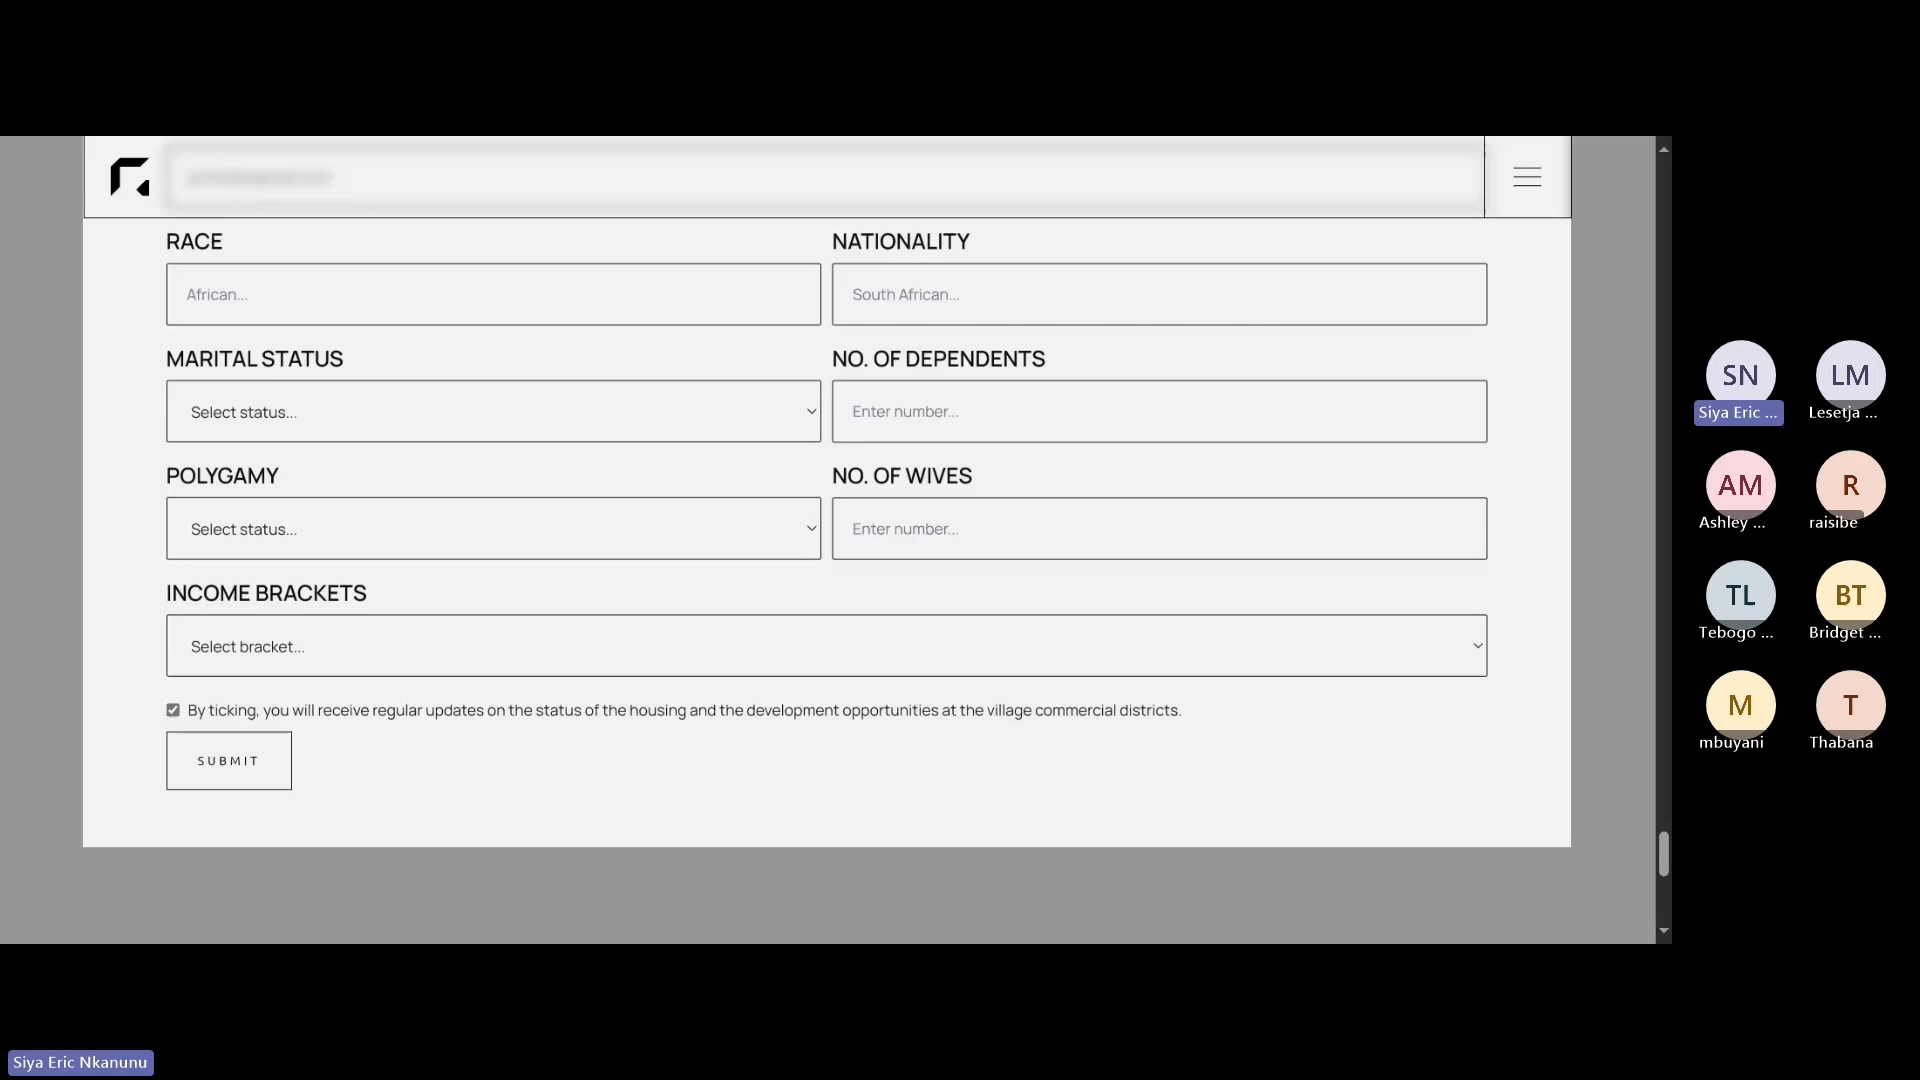 RACE
NATIONALITY
African...
South African...
MARITAL STATUS
NO. OF DEPENDENTS
Select status...
Enter number...
POLYGAMY
NO. OF WIVES
Select status...
Enter number...
INCOME BRACKETS
Select bracket...
By ticking, you will receive regular updates on the status of the housing and the development opportunities at the village commercial districts.
SUBMIT
SN
LM
Siya Eric ...
Lesetja ...
AM
R
Ashley ...
raisibe
TL
BT
Tebogo ...
Bridget ...
M
T
mbuyani
Thabana
Siya Eric Nkanunu